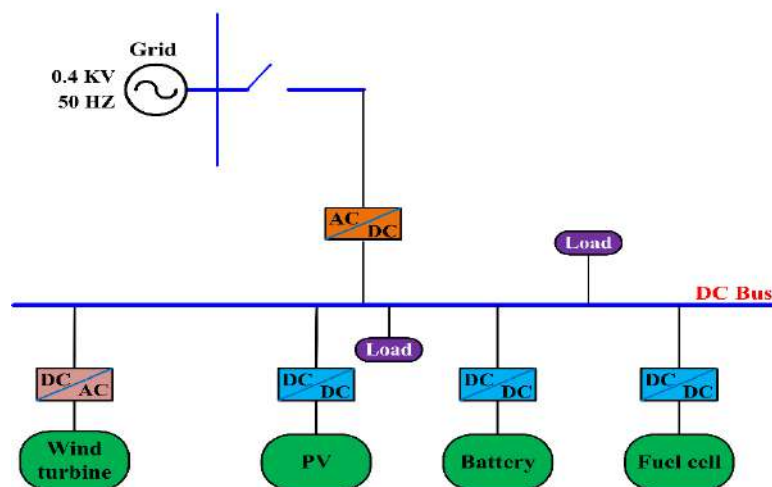 Grid
0.4 KV
50 HZ
AC
DC
Load
DC Bus
Load
DC
AC
DC
DC
DC
DC
DC
DC
Wind
turbine
PV
Battery
Fuel cell